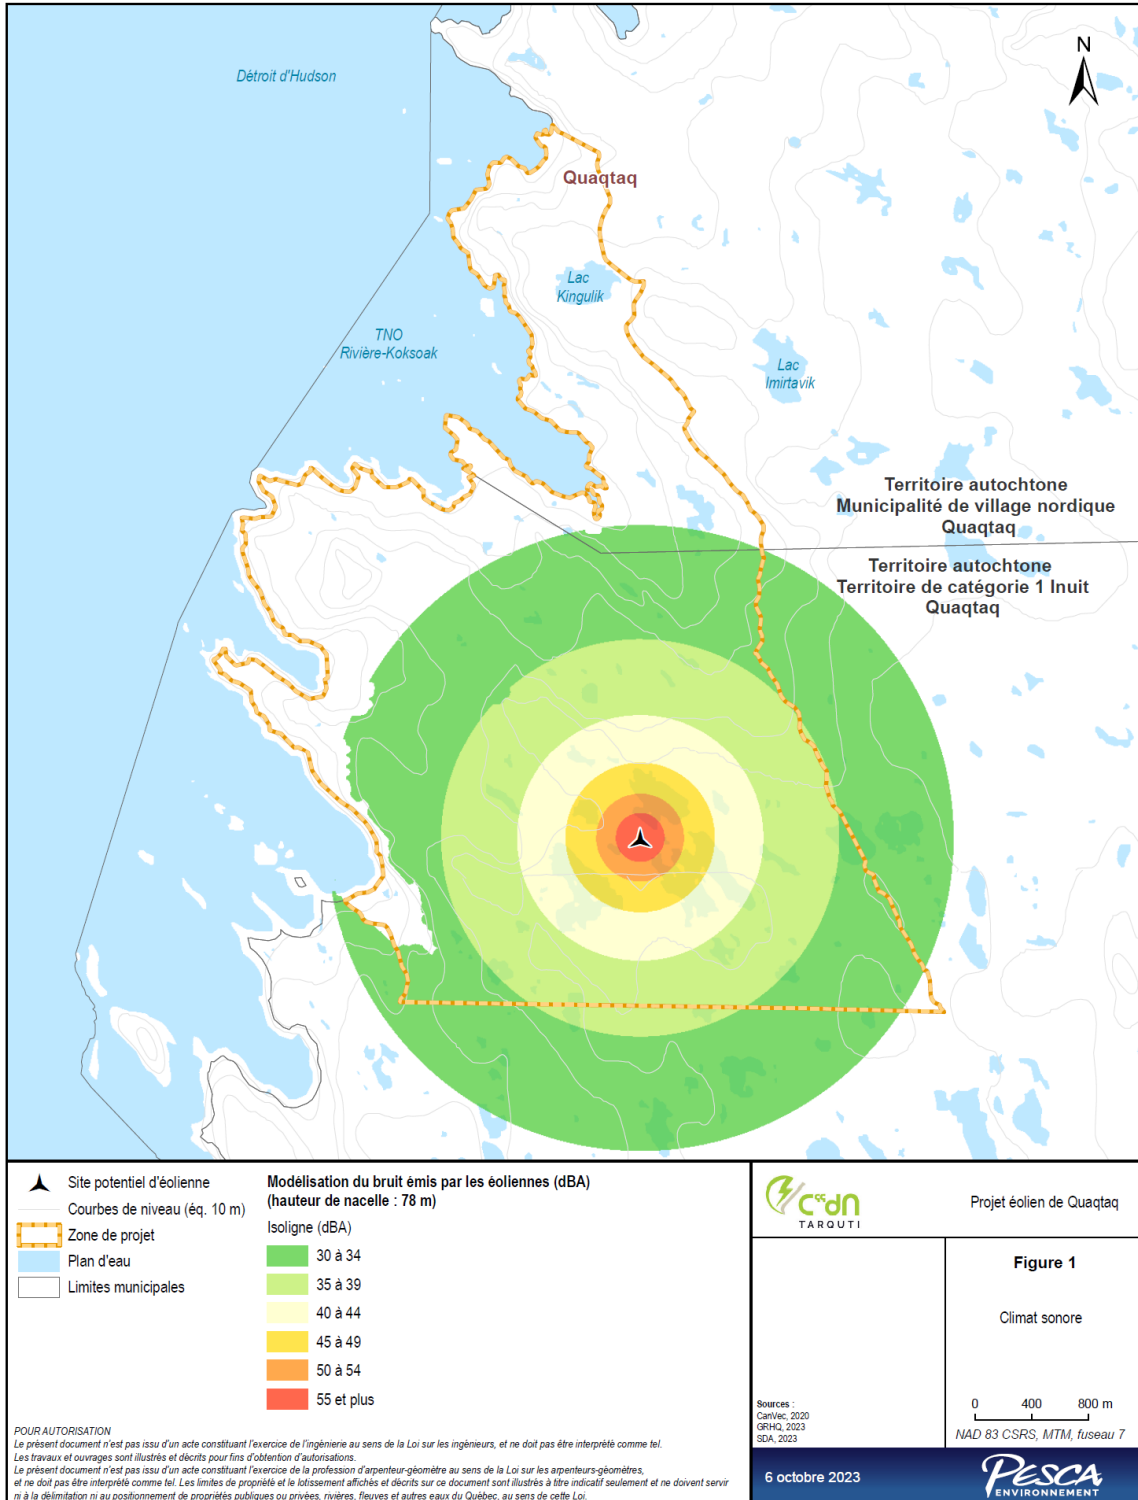 N
Détroit d'Hudson
Quaqtaq
Lac
Kingulik
TNO
Rivière-Koksoak
Lac
Imirtavik
Territoire autochtone
Municipalité de village nordique
Quaqtaq
Territoire autochtone
Territoire de catégorie 1 Inuit
Quaqtaq
Site potentiel d'éolienne
Courbes de niveau (éq. 10 m)
Zone de projet
Plan d'eau
Limites municipales
Modélisation du bruit émis par les éoliennes (dBA)
(hauteur de nacelle : 78 m)
Isoligne (dBA)
30 à 34
35 à 39
40 à 44
45 à 49
50 à 54
55 et plus
POUR AUTORISATION
Le présent document n'est pas issu d'un acte constituant l'exercice de l'ingénierie au sens de la Loi sur les ingénieurs, et ne doit pas être interprété comme tel.
Les travaux et ouvrages sont illustrés et décrits pour fins d'obtention d'autorisations.
Le présent document n'est pas issu d'un acte constituant l'exercice de la profession d'arpenteur-géomètre au sens de la Loi sur les arpenteurs-géomètres,
et ne doit pas être interprété comme tel. Les limites de propriété et le lotissement affichés et décrits sur ce document sont illustrés à titre indicatif seulement et ne doivent servir
ni à la délimitation ni au positionnement de propriétés publiques ou privées, rivières, fleuves et autres eaux du Québec, au sens de cette Loi.
TARQUTI
Projet éolien de Quaqtaq
Figure 1
Climat sonore
Sources :
CanVec, 2020
GRHQ, 2023
SDA, 2023
0 400 800 m
NAD 83 CSRS, MTM, fuseau 7
6 octobre 2023
PESCA
ENVIRONNEMENT